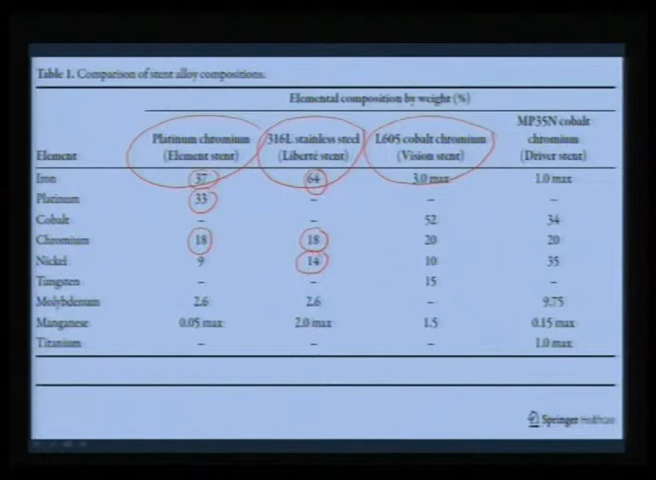 Table 1. Comparison of stent alloy compositions.
Elemental composition by weight (%)
Element Platinum chromium (Element stent) 316L stainless steel (Liberté stent) L605 cobalt chromium (Vision stent) MP35N cobalt chromium (Driver stent)
Iron 37 64 3.0 max 1.0 max
Platinum 33 – – –
Cobalt – – 52 34
Chromium 18 18 20 20
Nickel 9 14 10 35
Tungsten – – 15 –
Molybdenum 2.6 2.6 – 9.75
Manganese 0.05 max 2.0 max 1.5 0.15 max
Titanium – – – 1.0 max
Springer Healthcare